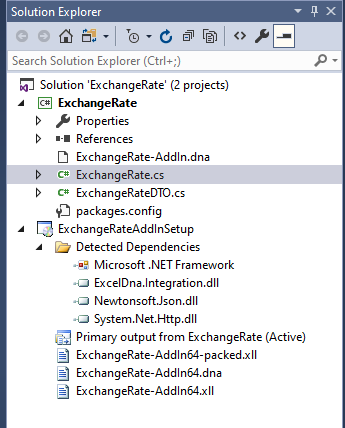 Solution Explorer
Search Solution Explorer (Ctrl+;)
Solution 'ExchangeRate' (2 projects)
C# ExchangeRate
Properties
References
ExchangeRate-AddIn.dna
C# ExchangeRate.cs
C# ExchangeRateDTO.cs
packages.config
ExchangeRateAddInSetup
Detected Dependencies
Microsoft .NET Framework
ExcelDna.Integration.dll
Newtonsoft.Json.dll
System.Net.Http.dll
Primary output from ExchangeRate (Active)
ExchangeRate-AddIn64-packed.xll
ExchangeRate-AddIn64.dna
ExchangeRate-AddIn64.xll